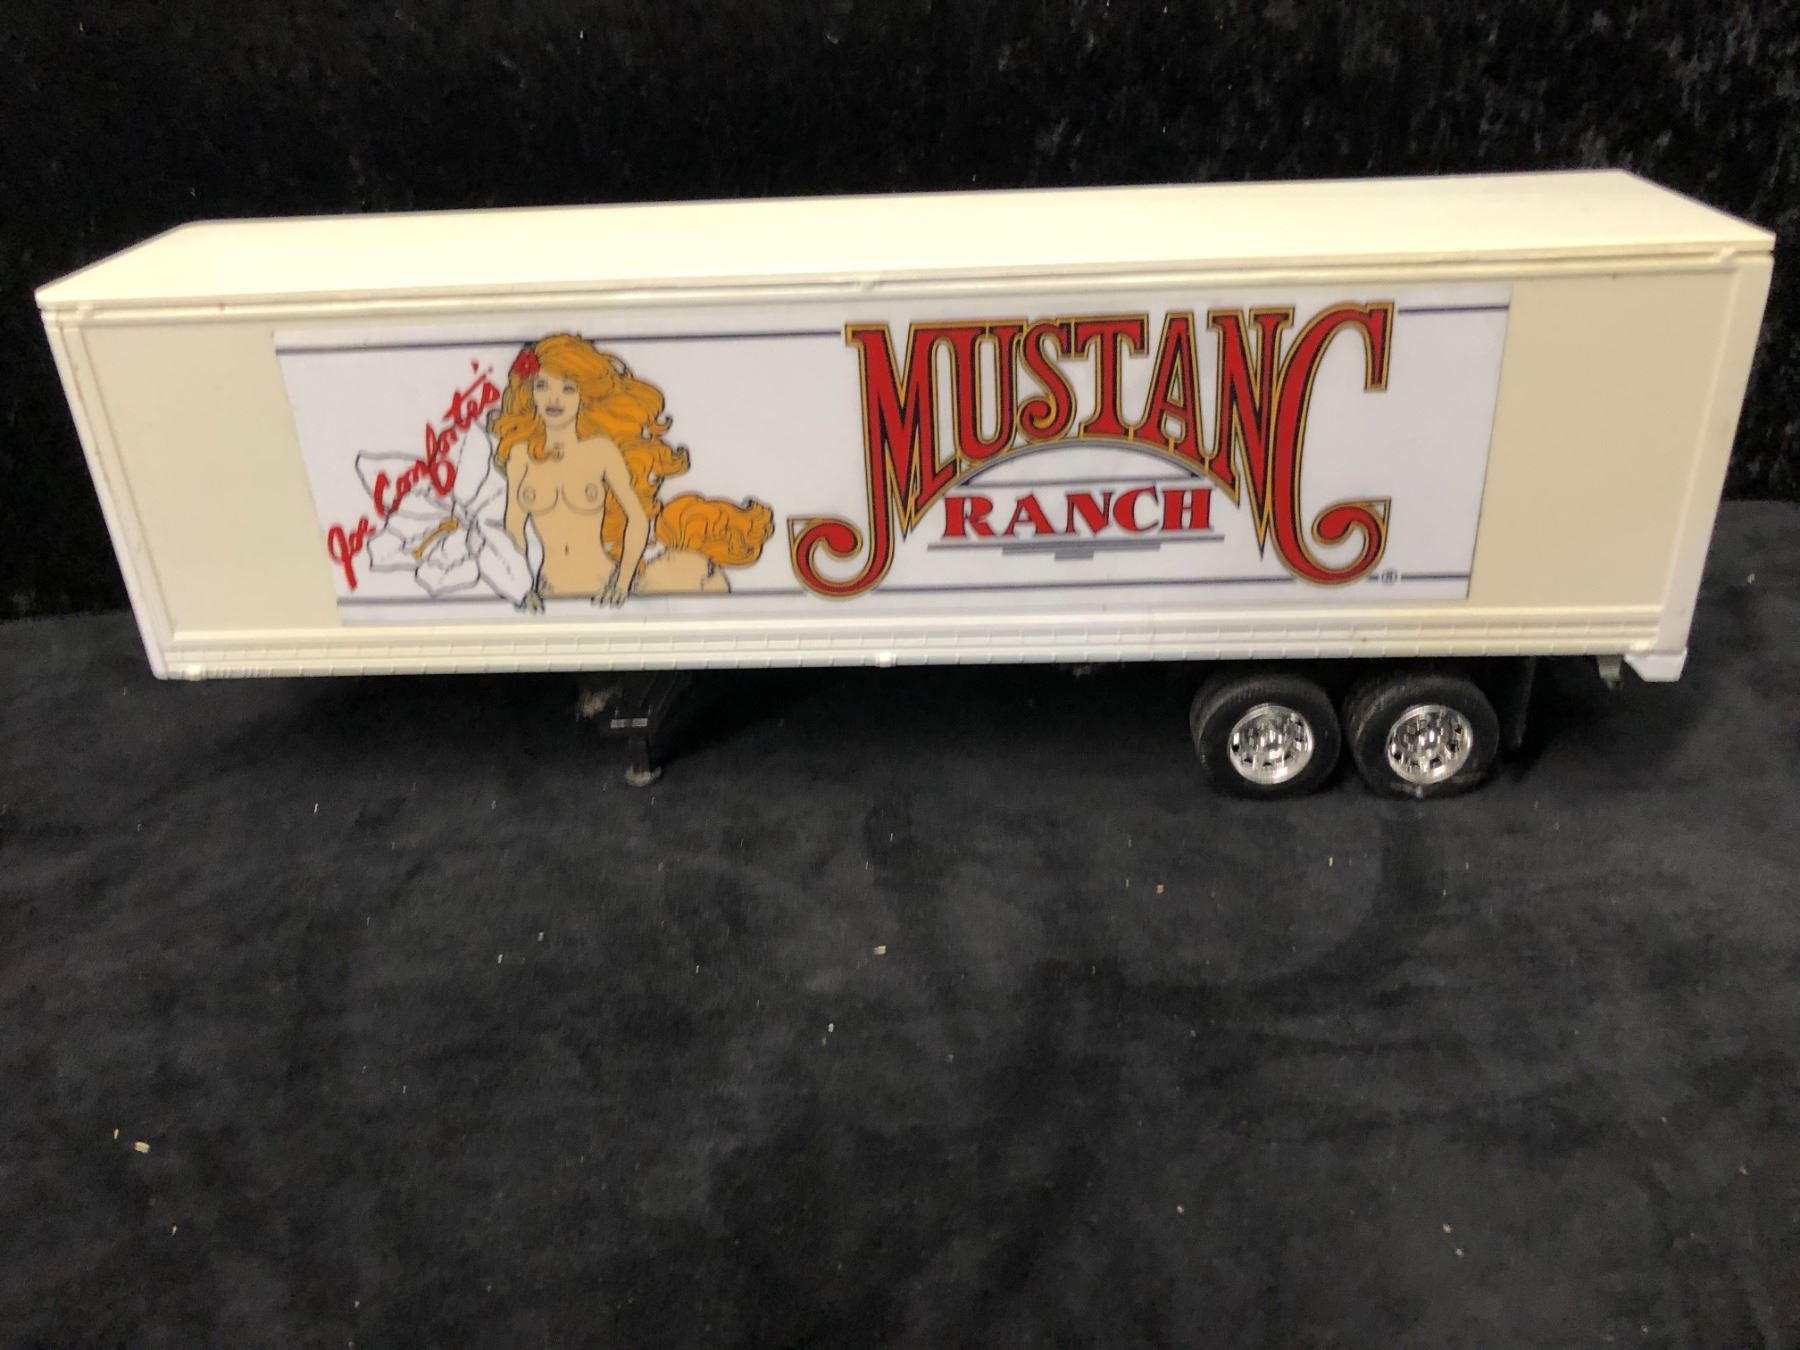 Joe Conforte's
MUSTANG
RANCH
®